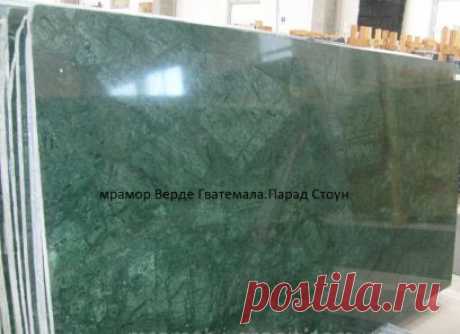 мрамор Верде Гватемала.Парад Стоун
postila.ru